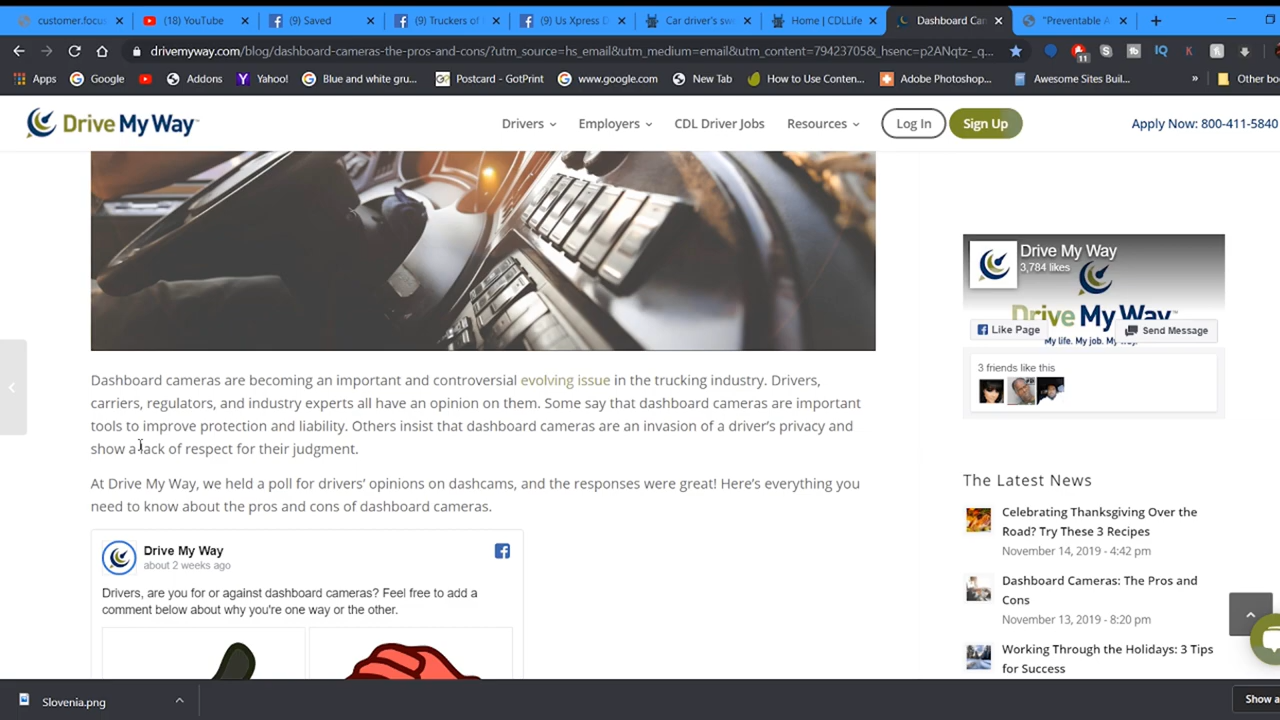 customer.focus
(18) YouTube
(9) Saved
(9) Truckers of
(9) Us Xpress D
Car driver's sw
Home | CDLLife
Dashboard Can
"Preventable A
drivemyway.com/blog/dashboard-cameras-the-pros-and-cons/?utm_source=hs_email&utm_medium=email&utm_content=79423705&_hsenc=p2ANqtz-_q...
11
IQ
Apps
Google
Addons
Yahoo!
Blue and white gru...
Postcard - GotPrint
www.google.com
New Tab
How to Use Conten...
Adobe Photoshop...
Awesome Sites Buil...
»
Other bo
Drive My Way
Drivers
Employers
CDL Driver Jobs
Resources
Log In
Sign Up
Apply Now: 800-411-5840
Dashboard cameras are becoming an important and controversial evolving issue in the trucking industry. Drivers,
carriers, regulators, and industry experts all have an opinion on them. Some say that dashboard cameras are important
tools to improve protection and liability. Others insist that dashboard cameras are an invasion of a driver's privacy and
show a lack of respect for their judgment.
At Drive My Way, we held a poll for drivers' opinions on dashcams, and the responses were great! Here's everything you
need to know about the pros and cons of dashboard cameras.
Drive My Way
about 2 weeks ago
Drivers, are you for or against dashboard cameras? Feel free to add a
comment below about why you're one way or the other.
Drive My Way
3,784 likes
Drive My Way
Like Page
Send Message
My life. My job. My way.
3 friends like this
The Latest News
Celebrating Thanksgiving Over the
Road? Try These 3 Recipes
November 14, 2019 - 4:42 pm
Dashboard Cameras: The Pros and
Cons
November 13, 2019 - 8:20 pm
Working Through the Holidays: 3 Tips
for Success
Slovenia.png
Show a